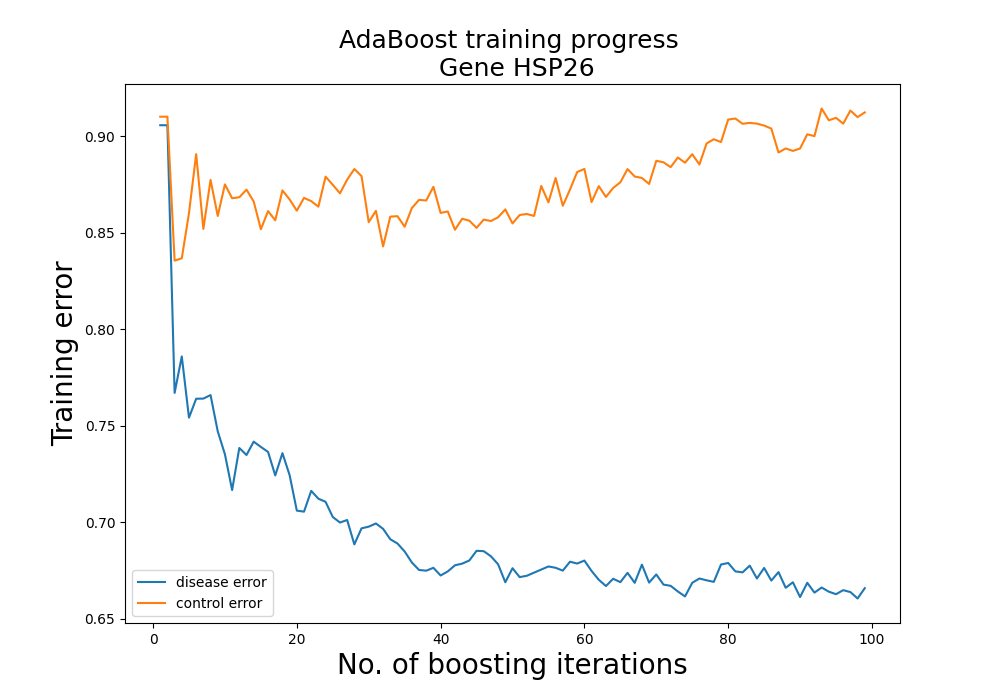 AdaBoost training progress
Gene HSP26
Training error
0.90
0.85
0.80
0.75
0.70
0.65
disease error
control error
0
20
40
60
80
100
No. of boosting iterations